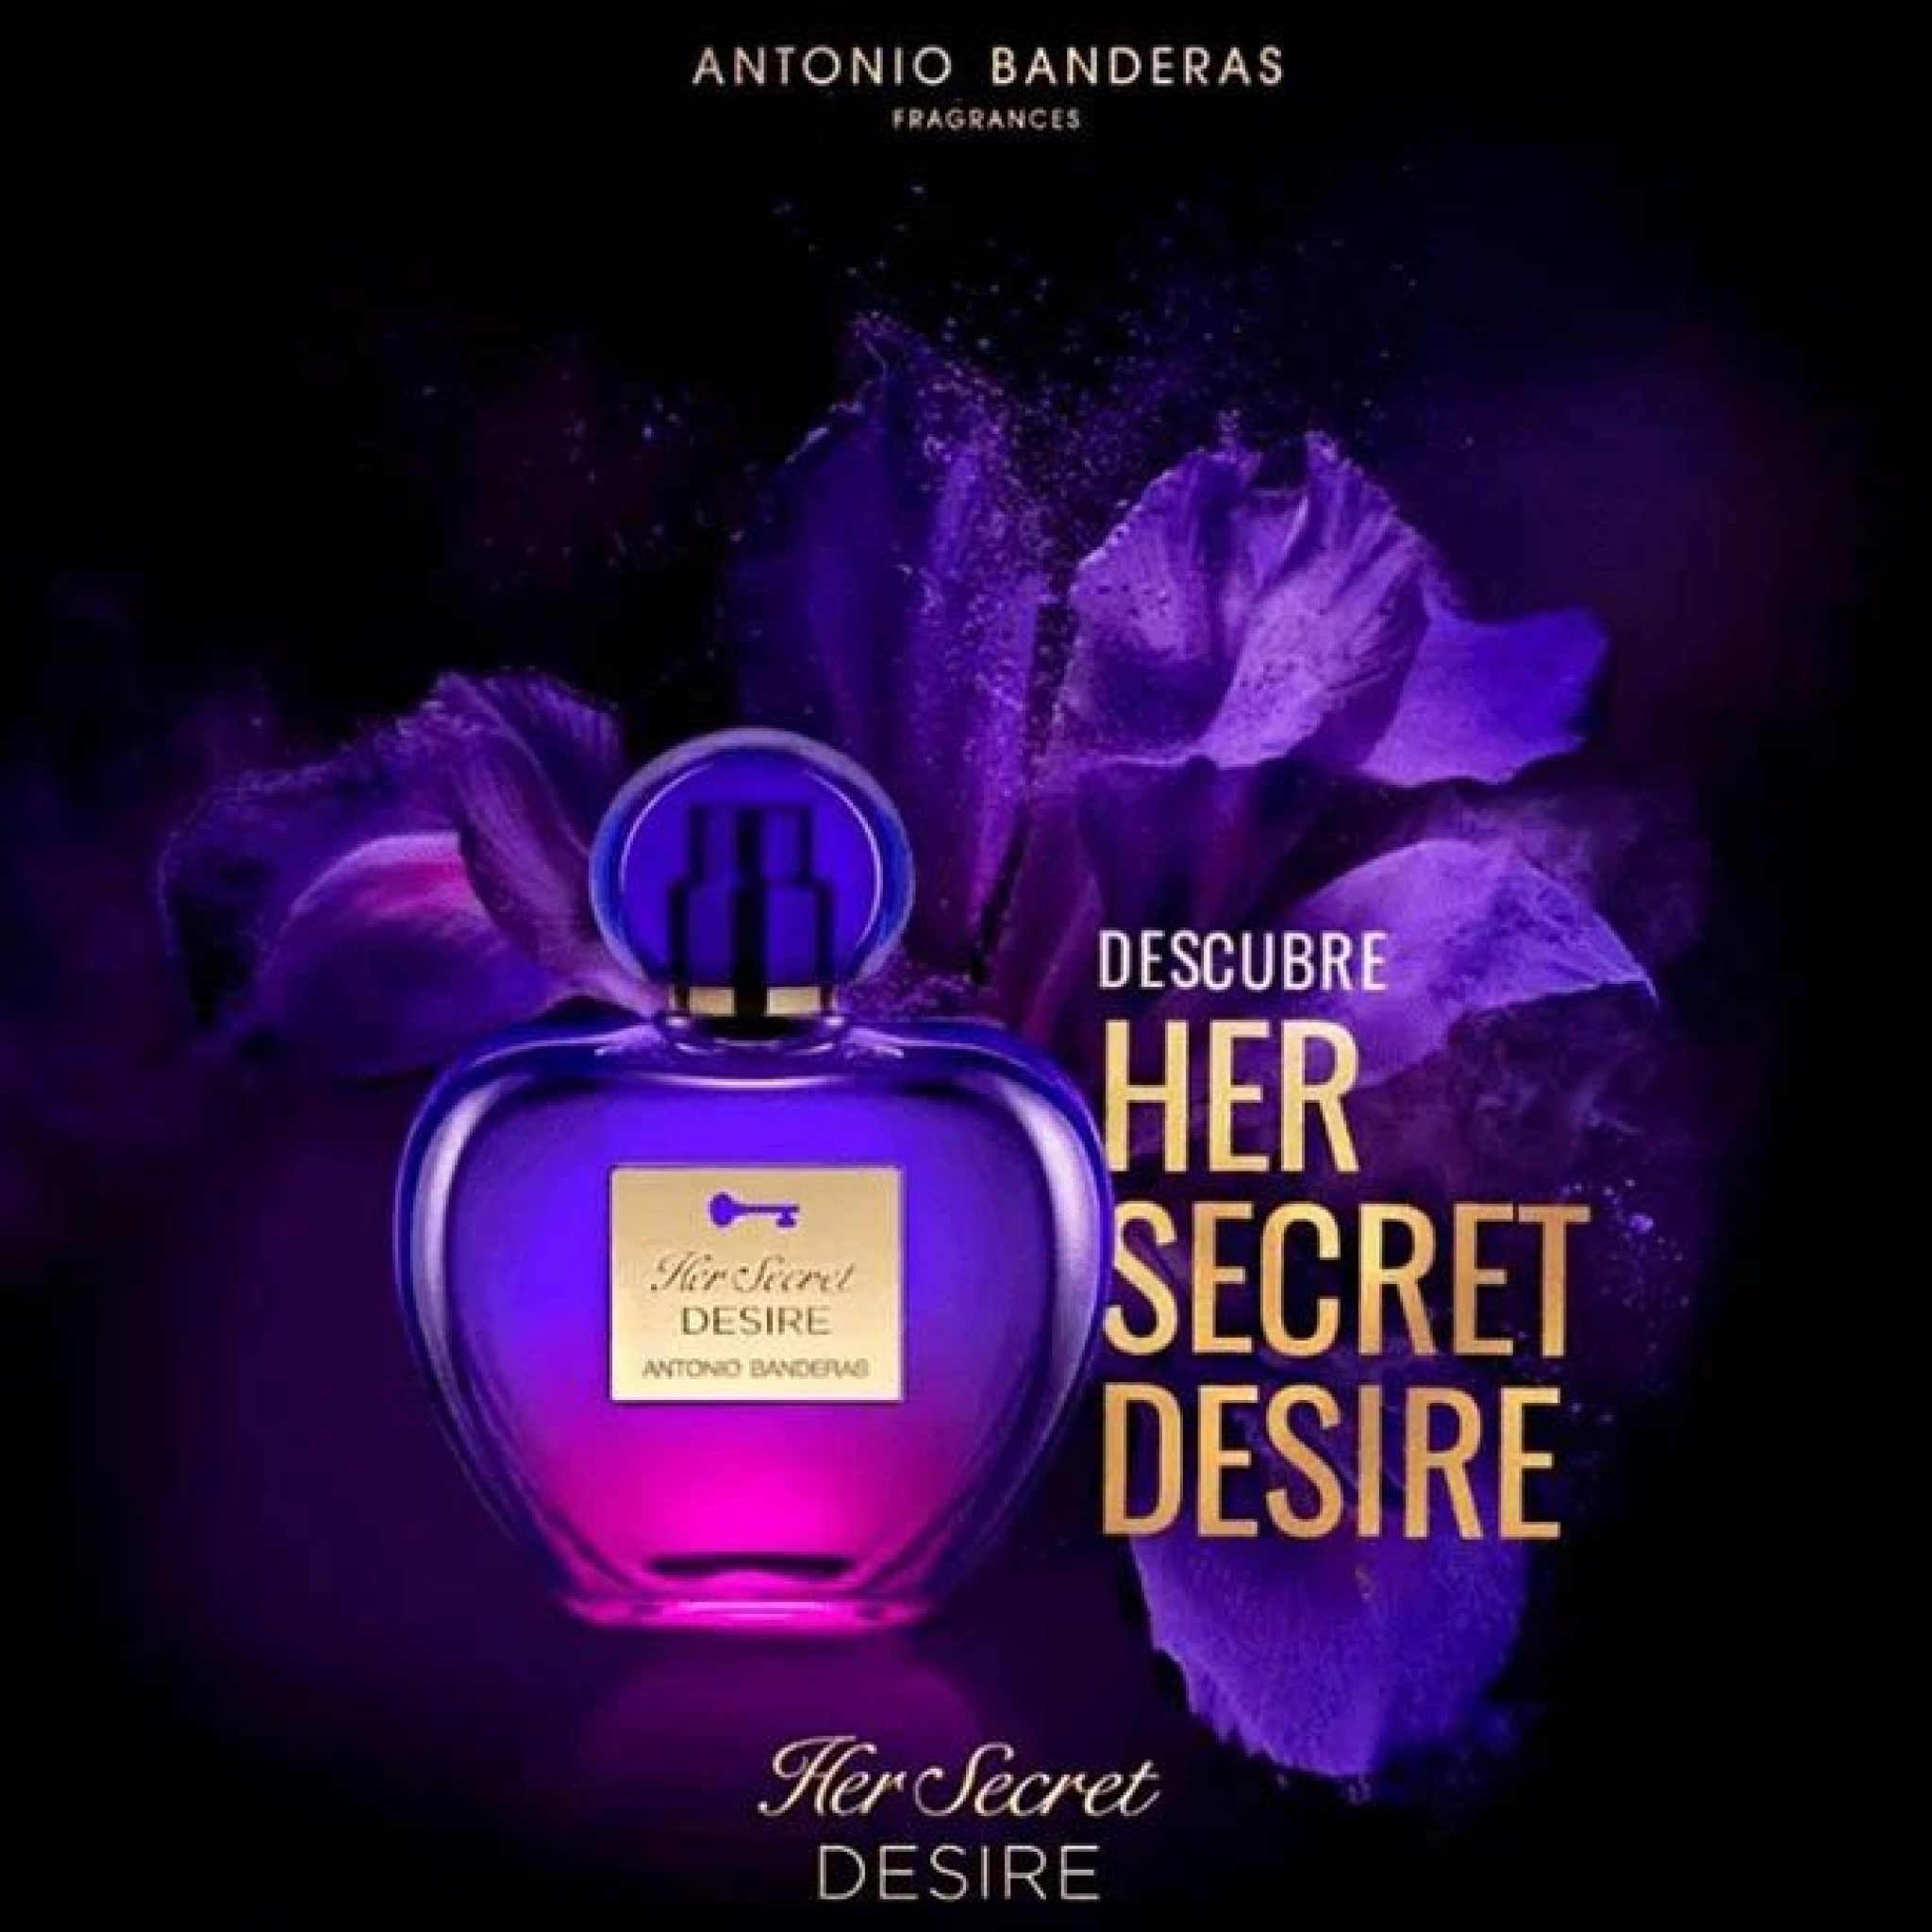 ANTONIO BANDERAS
FRAGRANCES
DESCUBRE
HER
SECRET
DESIRE
Her Secret
DESIRE
ANTONIO BANDERAS
Her Secret
DESIRE